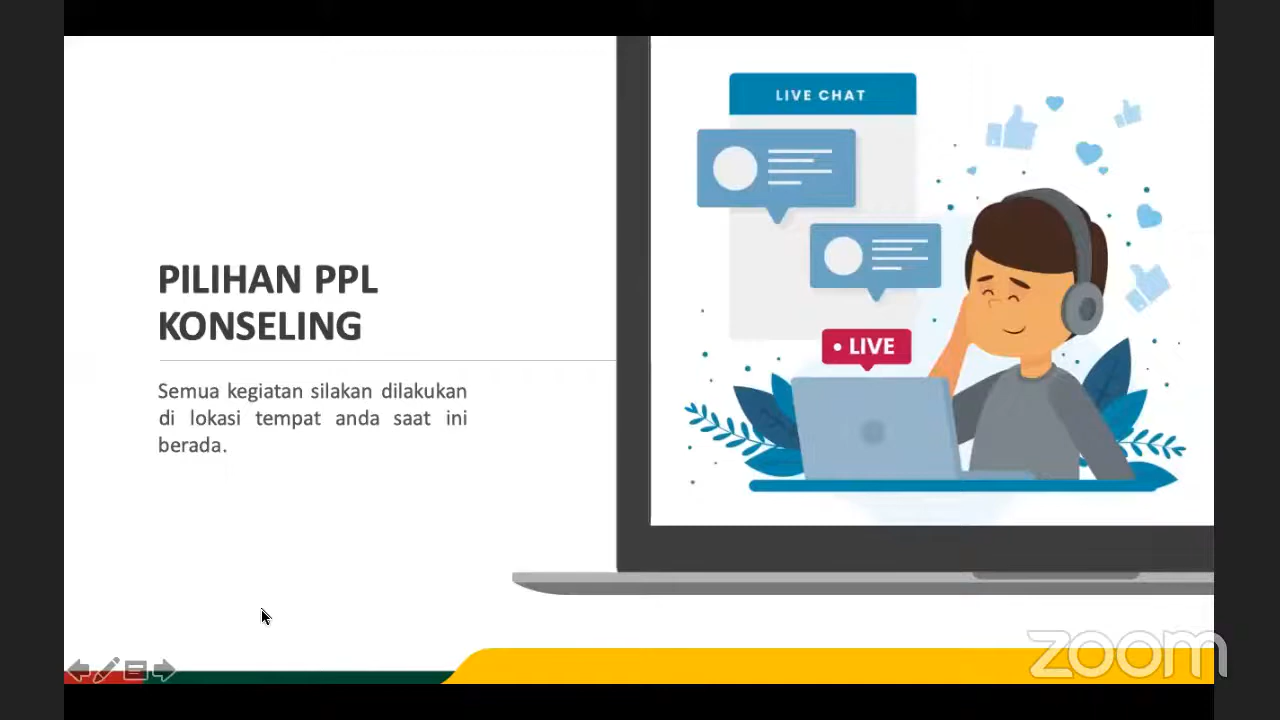 LIVE CHAT
PILIHAN PPL
KONSELING
LIVE
Semua kegiatan silakan dilakukan
di lokasi tempat anda saat ini
berada.
zoom